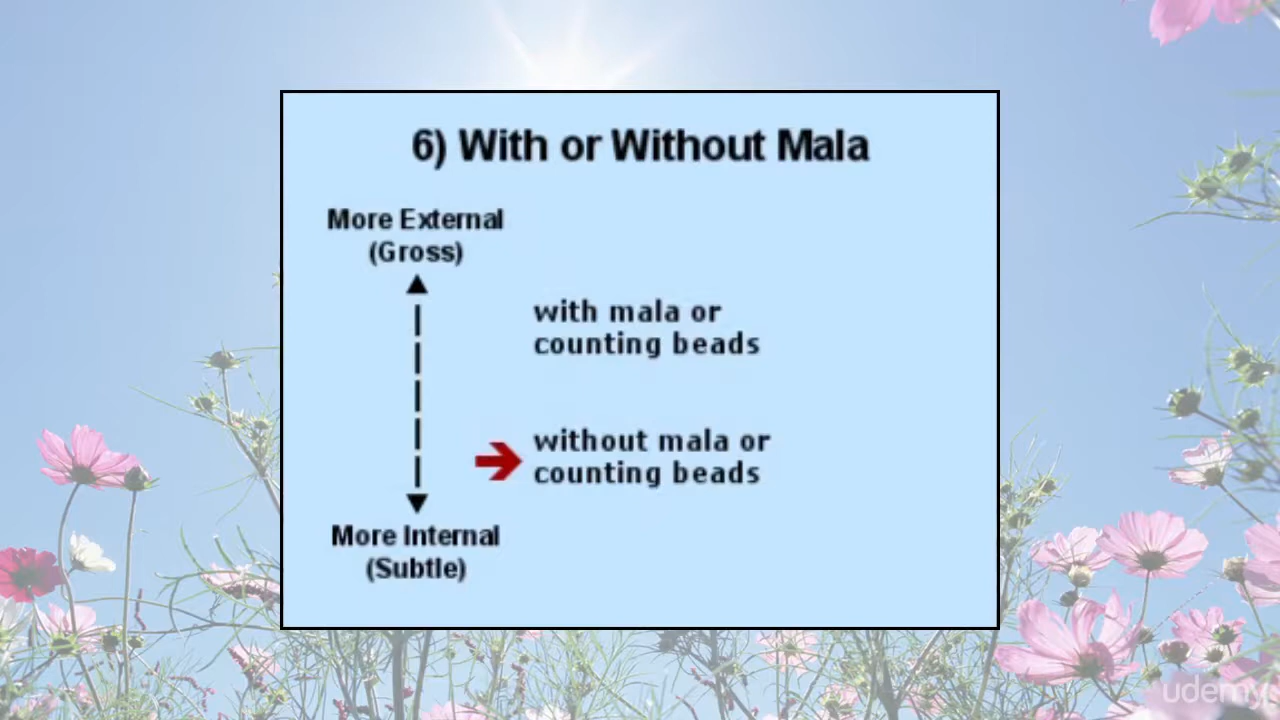 6) With or Without Mala
More External
(Gross)
with mala or
counting beads
without mala or
counting beads
More Internal
(Subtle)
udemy